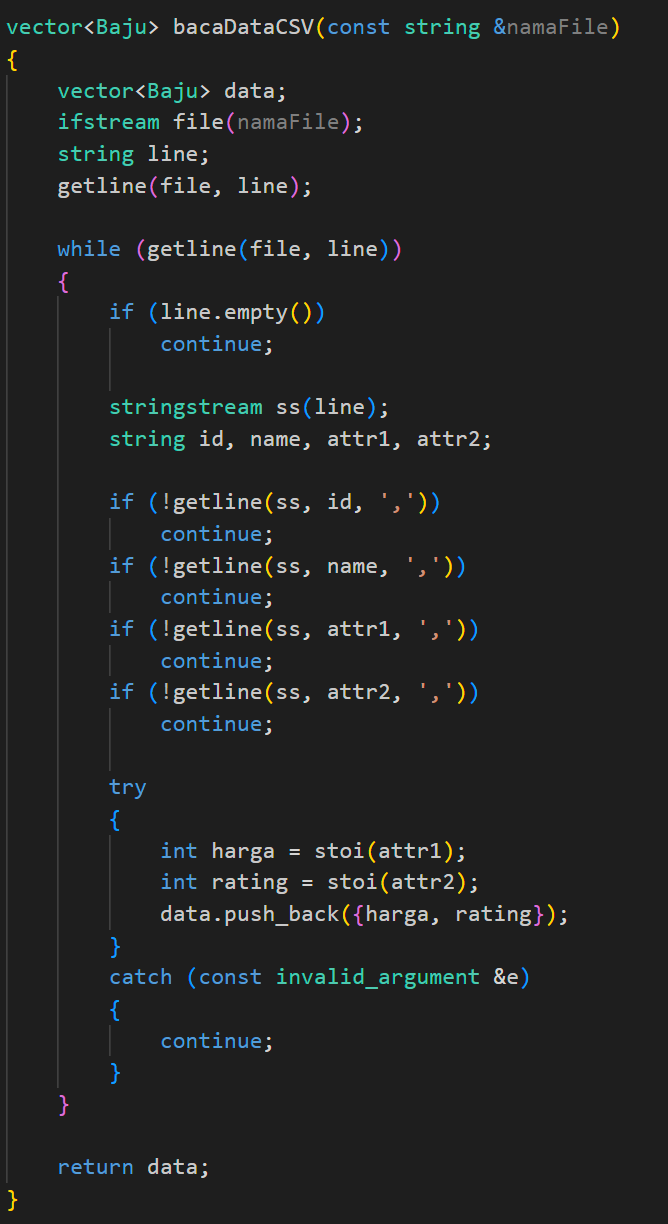 vector<Baju> bacaDataCSV(const string &namaFile)
{
    vector<Baju> data;
    ifstream file(namaFile);
    string line;
    getline(file, line);

    while (getline(file, line))
    {
        if (line.empty())
            continue;

        stringstream ss(line);
        string id, name, attr1, attr2;

        if (!getline(ss, id, ','))
            continue;
        if (!getline(ss, name, ','))
            continue;
        if (!getline(ss, attr1, ','))
            continue;
        if (!getline(ss, attr2, ','))
            continue;

        try
        {
            int harga = stoi(attr1);
            int rating = stoi(attr2);
            data.push_back({harga, rating});
        }
        catch (const invalid_argument &e)
        {
            continue;
        }
    }

    return data;
}